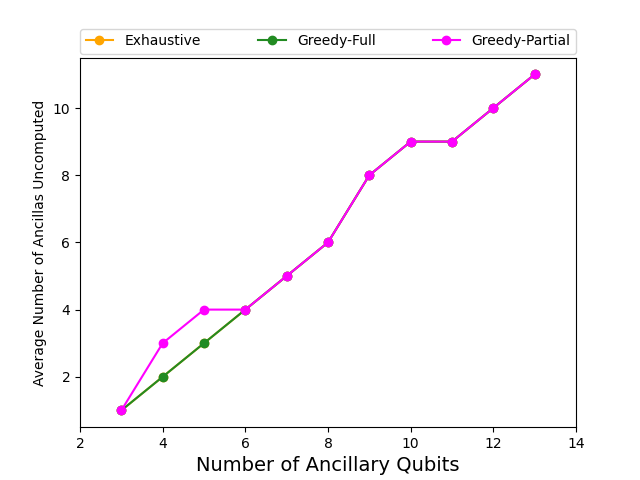 Exhaustive Greedy-Full Greedy-Partial
Average Number of Ancillas Uncomputed
10
8
6
4
2
2 4 6 8 10 12 14
Number of Ancillary Qubits